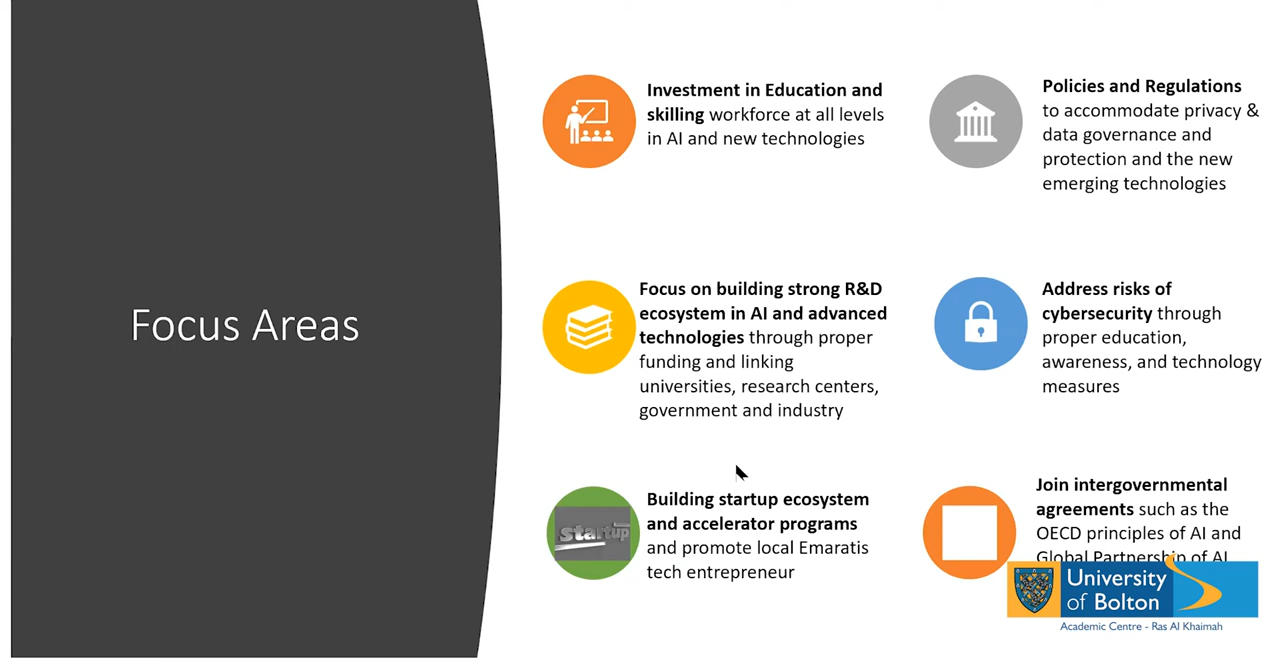 Focus Areas
Investment in Education and
skilling workforce at all levels
in AI and new technologies
Policies and Regulations
to accommodate privacy &
data governance and
protection and the new
emerging technologies
Focus on building strong R&D
ecosystem in AI and advanced
technologies through proper
funding and linking
universities, research centers,
government and industry
Address risks of
cybersecurity through
proper education,
awareness, and technology
measures
startup
Building startup ecosystem
and accelerator programs
and promote local Emaratis
tech entrepreneur
Join intergovernmental
agreements such as the
OECD principles of AI and
Global Partnership of AI
University
of Bolton
Academic Centre - Ras Al Khaimah